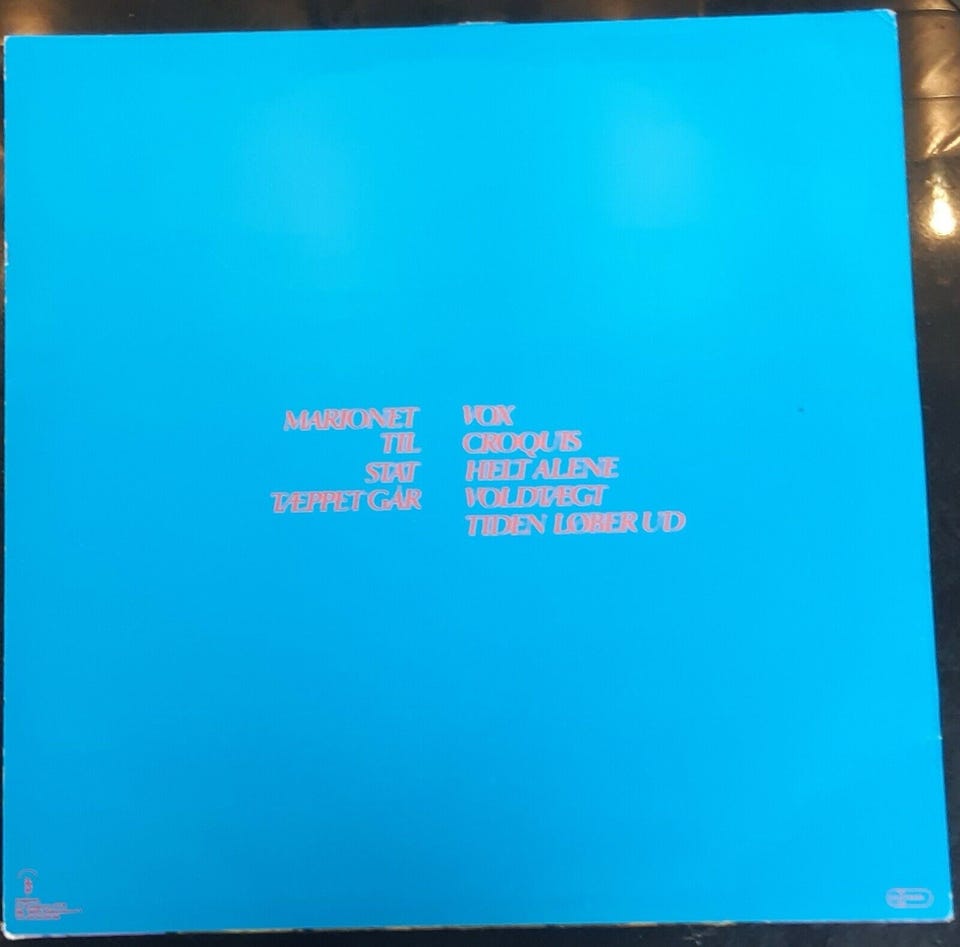 MARIONET
TIL
STAT
TÆPPET GÅR
VOX
CROQUIS
HELT ALENE
VOLDTÆGT
TIDEN LØBER UD